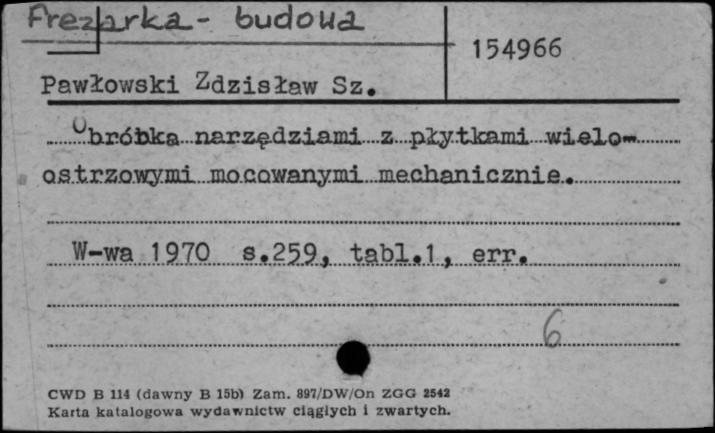 Frezarka - budowa
154966
Pawłowski Zdzisław Sz.
Obróbka narzędziami z płytkami wielo-
ostrzowymi mocowanymi mechanicznie.
W-wa 1970 s.259, tabl.1, err.
6
CWD B 114 (dawny B 15b) Zam. 897/DW/On ZGG 2542
Karta katalogowa wydawnictw ciągłych i zwartych.